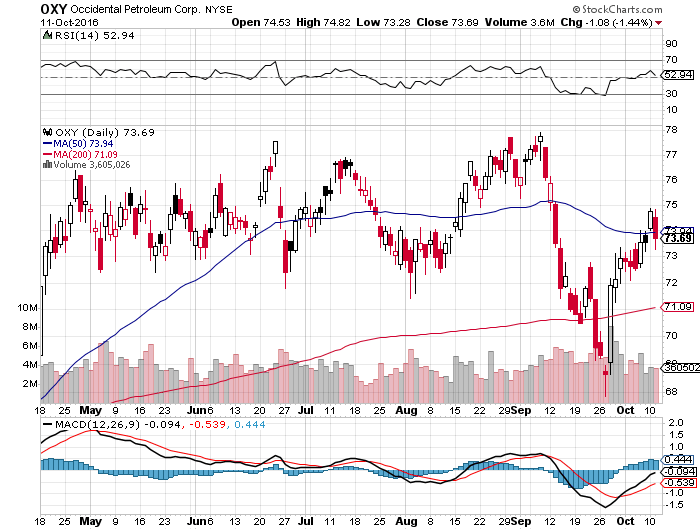 OXY Occidental Petroleum Corp. NYSE © StockCharts.com
11-Oct-2016 Open 74.53 High 74.82 Low 73.28 Close 73.69 Volume 3.6M Chg -1.08 (-1.44%)
RSI(14) 52.94
90
70
52.94
30
10
OXY (Daily) 73.69
MA(50) 73.94
MA(200) 71.09
Volume 3,605,026
78
77
76
75
73.69
73
72
71.09
70
69
68
10M
8M
6M
4M
2M
360502
18 25 May 9 16 23 Jun 6 13 20 27 Jul 11 18 25 Aug 8 15 22 29 Sep 12 19 26 Oct 10
MACD(12,26,9) -0.094, -0.539, 0.444
2.0
1.5
1.0
0.444
-0.094
-0.539
-1.0
-1.5
18 25 May 9 16 23 Jun 6 13 20 27 Jul 11 18 25 Aug 8 15 22 29 Sep 12 19 26 Oct 10